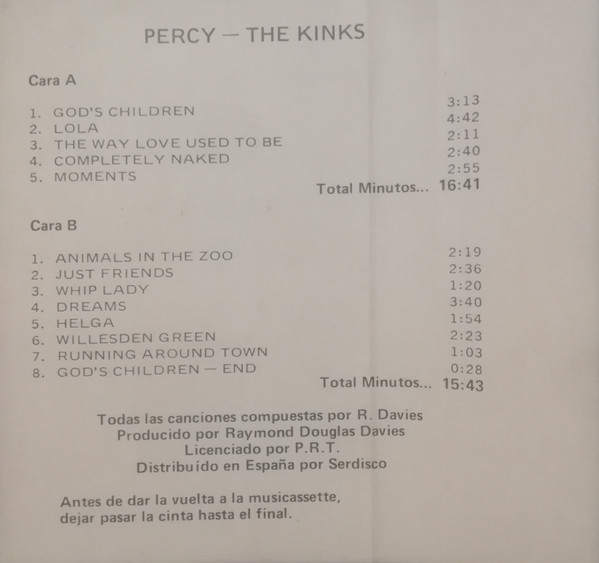 PERCY — THE KINKS
Cara A
1. GOD'S CHILDREN 3:13
2. LOLA 4:42
3. THE WAY LOVE USED TO BE 2:11
4. COMPLETELY NAKED 2:40
5. MOMENTS 2:55
Total Minutos... 16:41
Cara B
1. ANIMALS IN THE ZOO 2:19
2. JUST FRIENDS 2:36
3. WHIP LADY 1:20
4. DREAMS 3:40
5. HELGA 1:54
6. WILLESDEN GREEN 2:23
7. RUNNING AROUND TOWN 1:03
8. GOD'S CHILDREN — END 0:28
Total Minutos... 15:43
Todas las canciones compuestas por R. Davies
Producido por Raymond Douglas Davies
Licenciado por P.R.T.
Distribuido en España por Serdisco
Antes de dar la vuelta a la musicassette,
dejar pasar la cinta hasta el final.